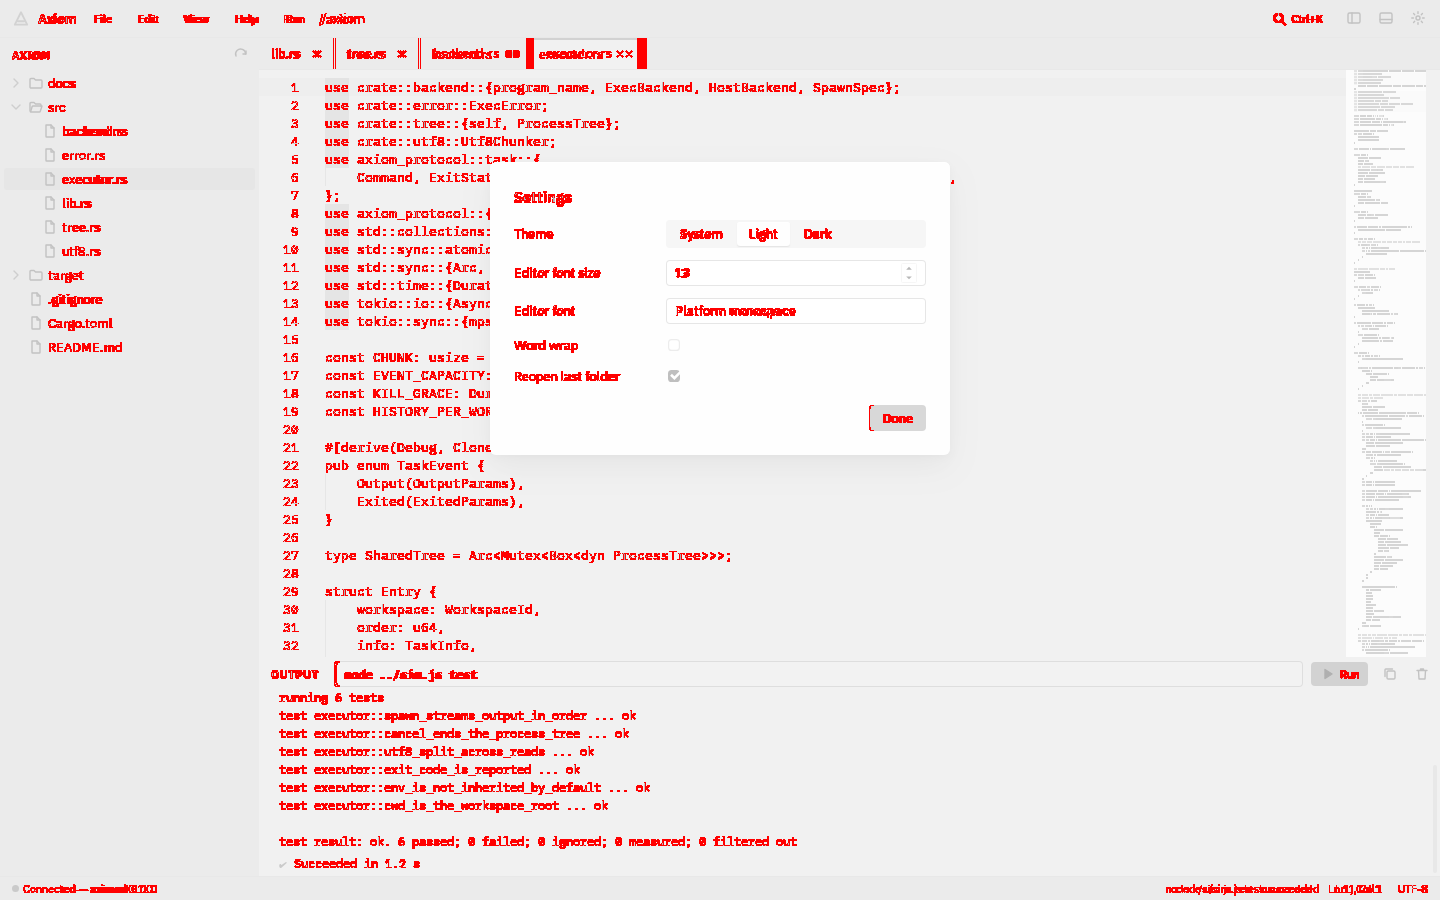 Axiom File Edit View Help Run //axiom Ctrl+K
AXIOM
lib.rs × tree.rs × backend.rs executor.rs ×
docs
src
backend.rs
error.rs
executor.rs
lib.rs
tree.rs
utf8.rs
target
.gitignore
Cargo.toml
README.md
1 use crate::backend::{program_name, ExecBackend, HostBackend, SpawnSpec};
2 use crate::error::ExecError;
3 use crate::tree::{self, ProcessTree};
4 use crate::utf8::Utf8Chunker;
5 use axiom_protocol::task::{
6 Command, ExitStat ,
7 };
8 use axiom_protocol::{
9 use std::collections:
10 use std::sync::atomic
11 use std::sync::{Arc,
12 use std::time::{Durat
13 use tokio::io::{Async
14 use tokio::sync::{mps
15
16 const CHUNK: usize =
17 const EVENT_CAPACITY:
18 const KILL_GRACE: Dur
19 const HISTORY_PER_WOR
20
21 #[derive(Debug, Clone
22 pub enum TaskEvent {
23 Output(OutputParams),
24 Exited(ExitedParams),
25 }
26
27 type SharedTree = Arc<Mutex<Box<dyn ProcessTree>>>;
28
29 struct Entry {
30 workspace: WorkspaceId,
31 order: u64,
32 info: TaskInfo,
Settings
Theme System Light Dark
Editor font size 13
Editor font Platform monospace
Word wrap
Reopen last folder
Done
OUTPUT node ../sim.js test Run
running 6 tests
test executor::spawn_streams_output_in_order ... ok
test executor::cancel_ends_the_process_tree ... ok
test executor::utf8_split_across_reads ... ok
test executor::exit_code_is_reported ... ok
test executor::env_is_not_inherited_by_default ... ok
test executor::cwd_is_the_workspace_root ... ok
test result: ok. 6 passed; 0 failed; 0 ignored; 0 measured; 0 filtered out
✓ Succeeded in 1.2 s
Connected — UTF-8